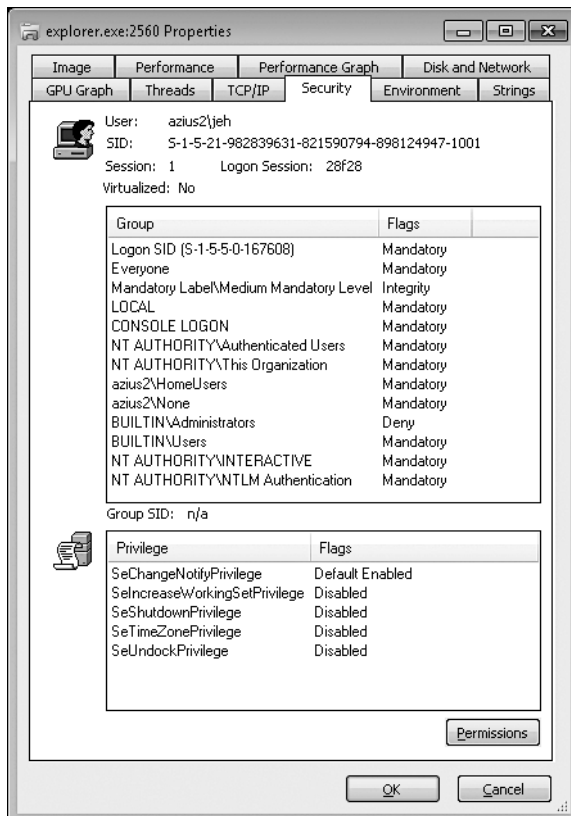 explorer.exe:2560 Properties
Image Performance Performance Graph Disk and Network
GPU Graph Threads TCP/IP Security Environment Strings
User: azius2\jeh
SID: S-1-5-21-982839631-821590794-898124947-1001
Session: 1 Logon Session: 28f28
Virtualized: No
Group Flags
Logon SID (S-1-5-5-0-167608) Mandatory
Everyone Mandatory
Mandatory Label\Medium Mandatory Level Integrity
LOCAL Mandatory
CONSOLE LOGON Mandatory
NT AUTHORITY\Authenticated Users Mandatory
NT AUTHORITY\This Organization Mandatory
azius2\HomeUsers Mandatory
azius2\None Mandatory
BUILTIN\Administrators Deny
BUILTIN\Users Mandatory
NT AUTHORITY\INTERACTIVE Mandatory
NT AUTHORITY\NTLM Authentication Mandatory
Group SID: n/a
Privilege Flags
SeChangeNotifyPrivilege Default Enabled
SeIncreaseWorkingSetPrivilege Disabled
SeShutdownPrivilege Disabled
SeTimeZonePrivilege Disabled
SeUndockPrivilege Disabled
Permissions
OK Cancel